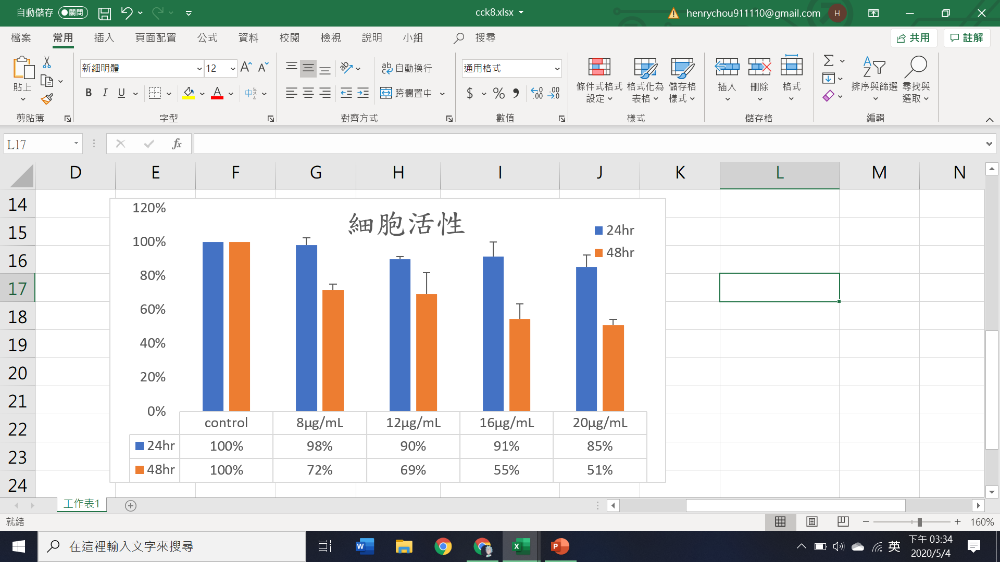 自動儲存 關閉 cck8.xlsx henrychou911110@gmail.com H
檔案 常用 插入 頁面配置 公式 資料 校閱 檢視 說明 小組 搜尋 共用 註解
新細明體 12 A A ab 自動換行 通用格式
貼上 B I U A 跨欄置中 $ % 條件式格式設定 格式化為表格 儲存格樣式 插入 刪除 格式 排序與篩選 尋找與選取
剪貼簿 字型 對齊方式 數值 樣式 儲存格 編輯
L17 fx
D E F G H I J K L M N
14
15
16
17
18
19
20
21
22
23
24
細胞活性
24hr
48hr
120%
100%
80%
60%
40%
20%
0%
control 8μg/mL 12μg/mL 16μg/mL 20μg/mL
24hr 100% 98% 90% 91% 85%
48hr 100% 72% 69% 55% 51%
工作表1
就緒 160%
在這裡輸入文字來搜尋 英 下午 03:34
2020/5/4